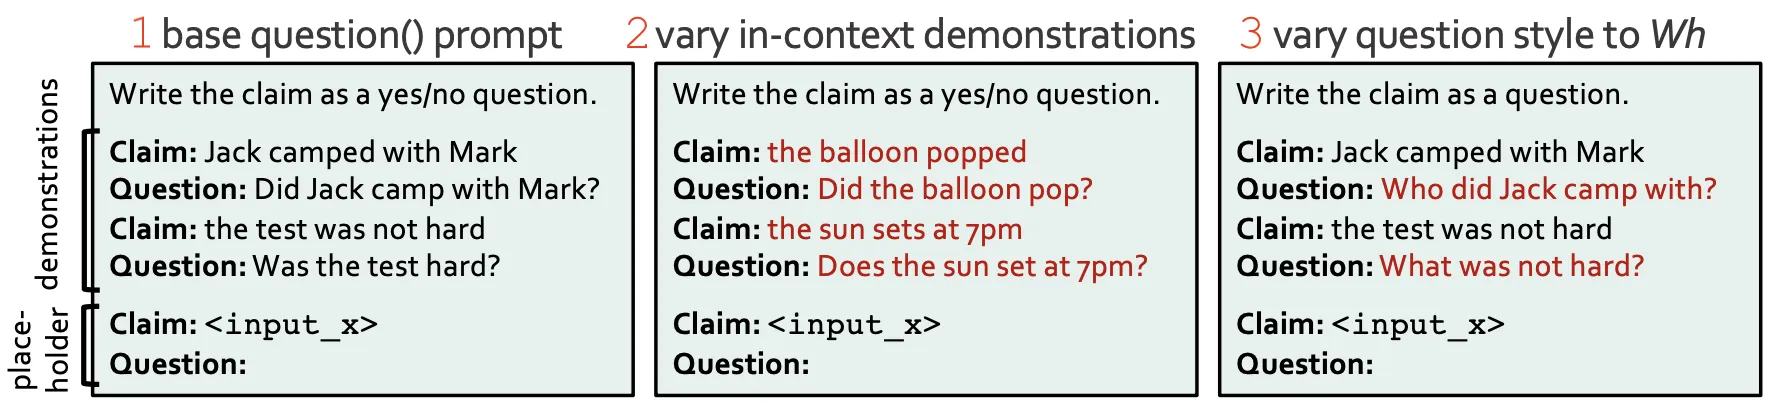 1 base question() prompt
2 vary in-context demonstrations
3 vary question style to Wh
demonstrations
place-
holder
Write the claim as a yes/no question.
Claim: Jack camped with Mark
Question: Did Jack camp with Mark?
Claim: the test was not hard
Question: Was the test hard?
Claim: <input_x>
Question:
Write the claim as a yes/no question.
Claim: the balloon popped
Question: Did the balloon pop?
Claim: the sun sets at 7pm
Question: Does the sun set at 7pm?
Claim: <input_x>
Question:
Write the claim as a question.
Claim: Jack camped with Mark
Question: Who did Jack camp with?
Claim: the test was not hard
Question: What was not hard?
Claim: <input_x>
Question: